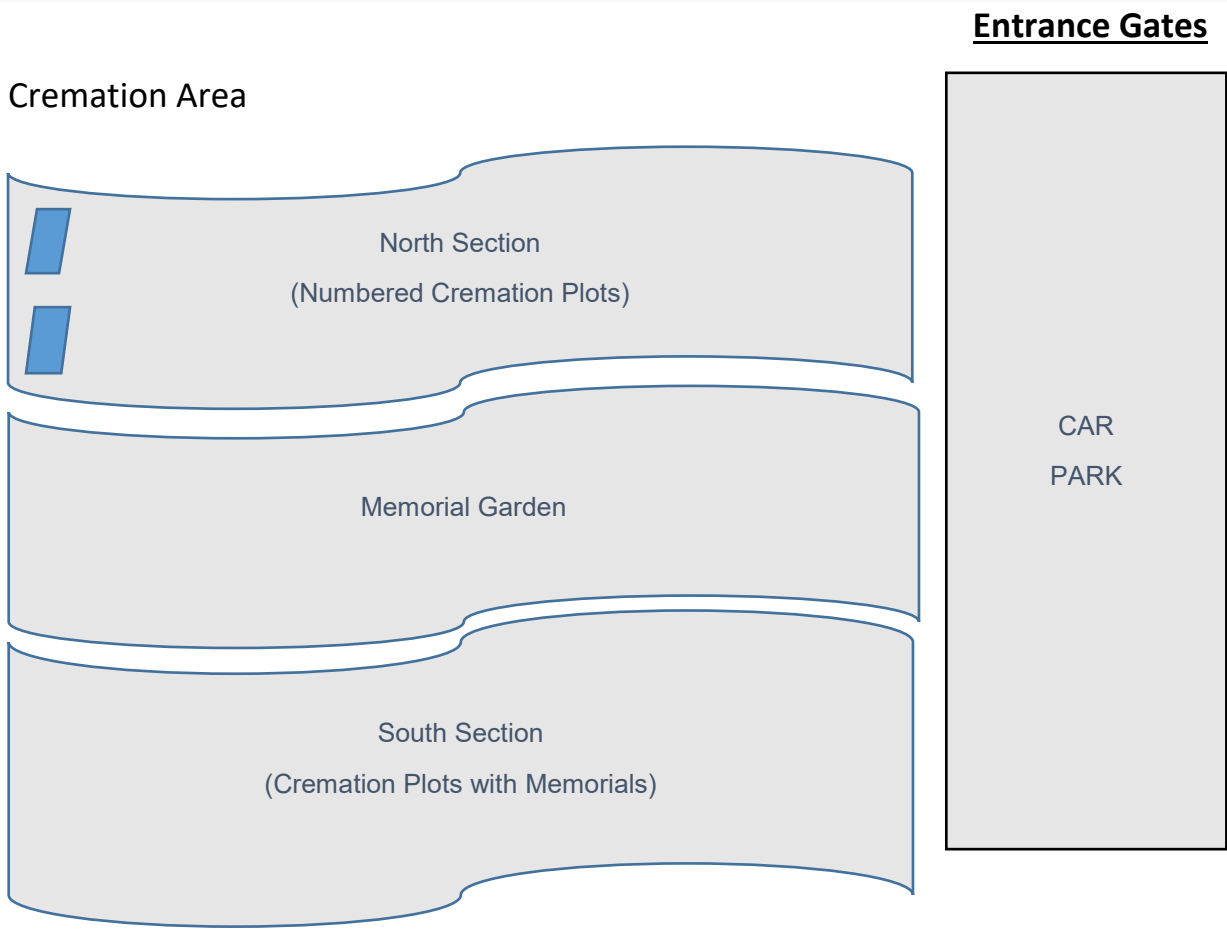 Entrance Gates
Cremation Area
North Section
(Numbered Cremation Plots)
CAR
PARK
Memorial Garden
South Section
(Cremation Plots with Memorials)